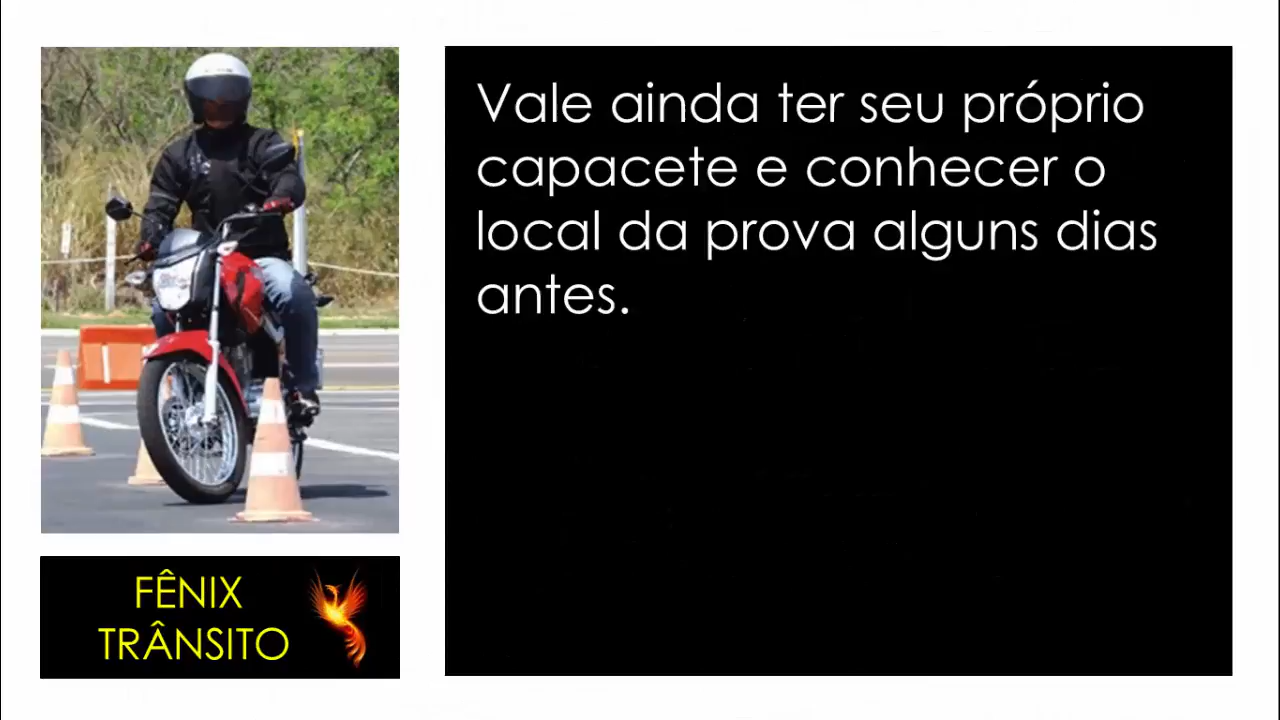 Vale ainda ter seu próprio
capacete e conhecer o
local da prova alguns dias
antes.
FÊNIX
TRÂNSITO